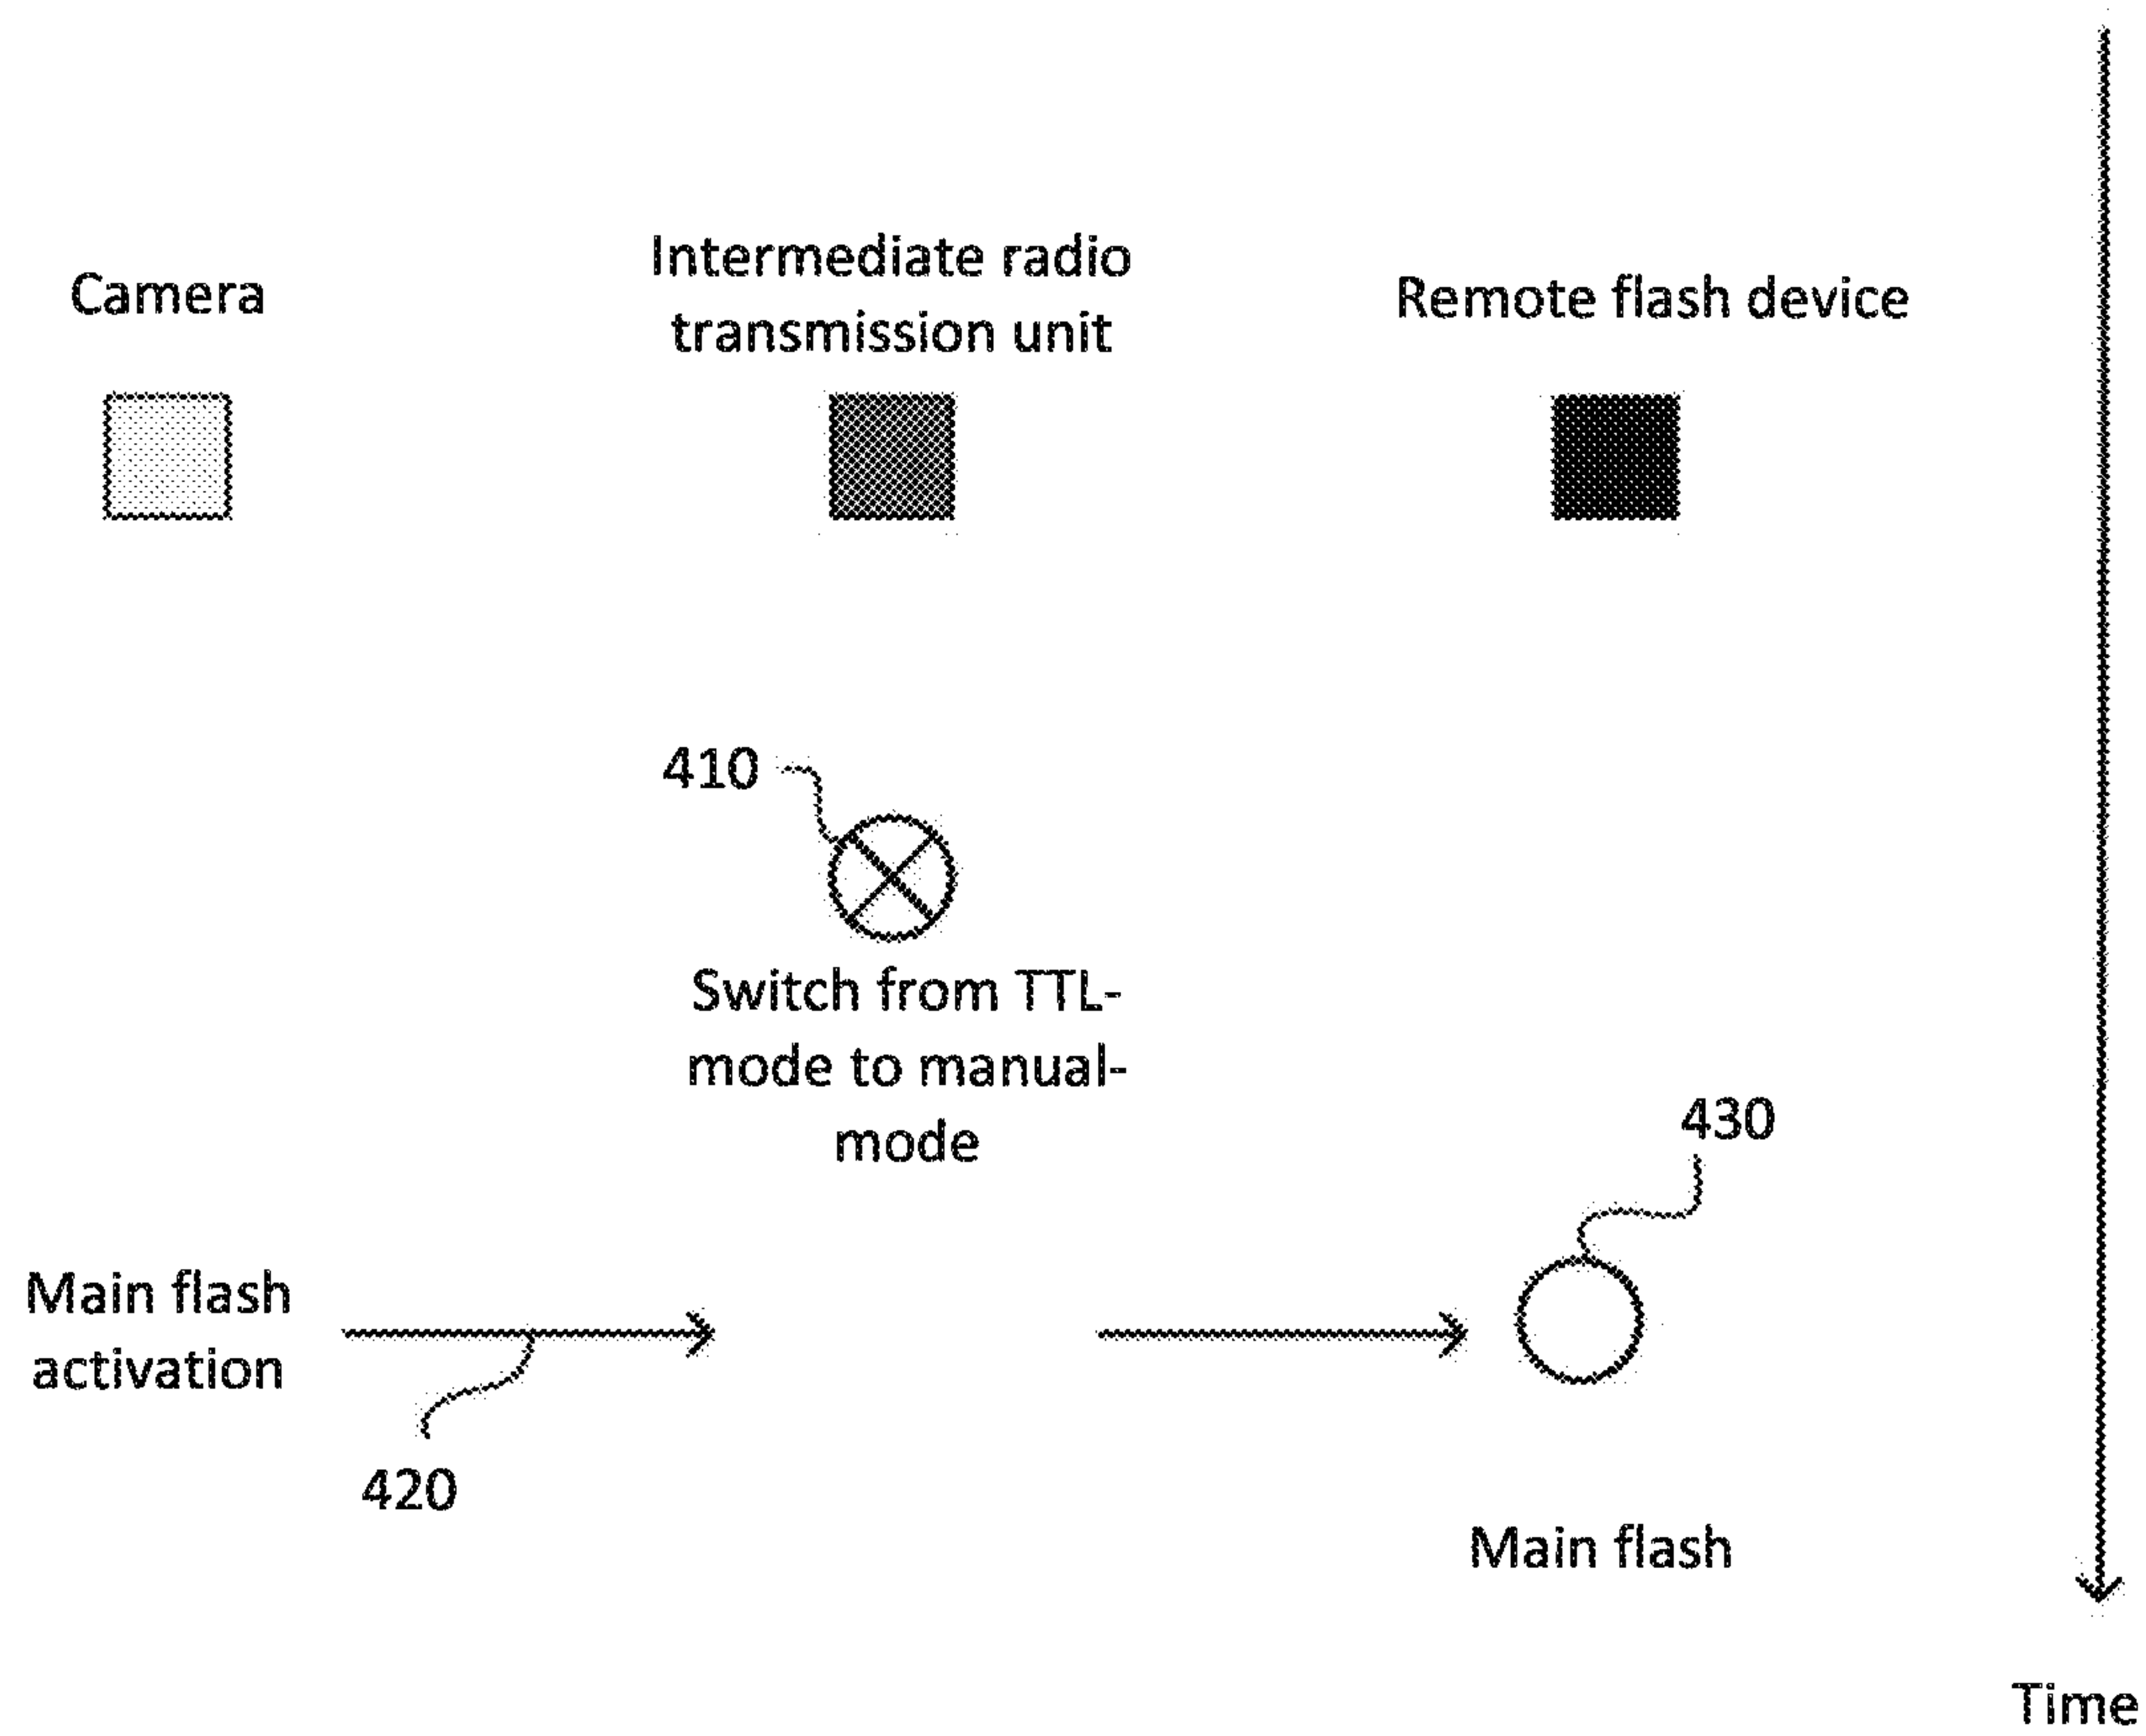 Camera
Intermediate radio
transmission unit
Remote flash device
410
Switch from TTL-
mode to manual-
mode
430
Main flash
activation
420
Main flash
Time